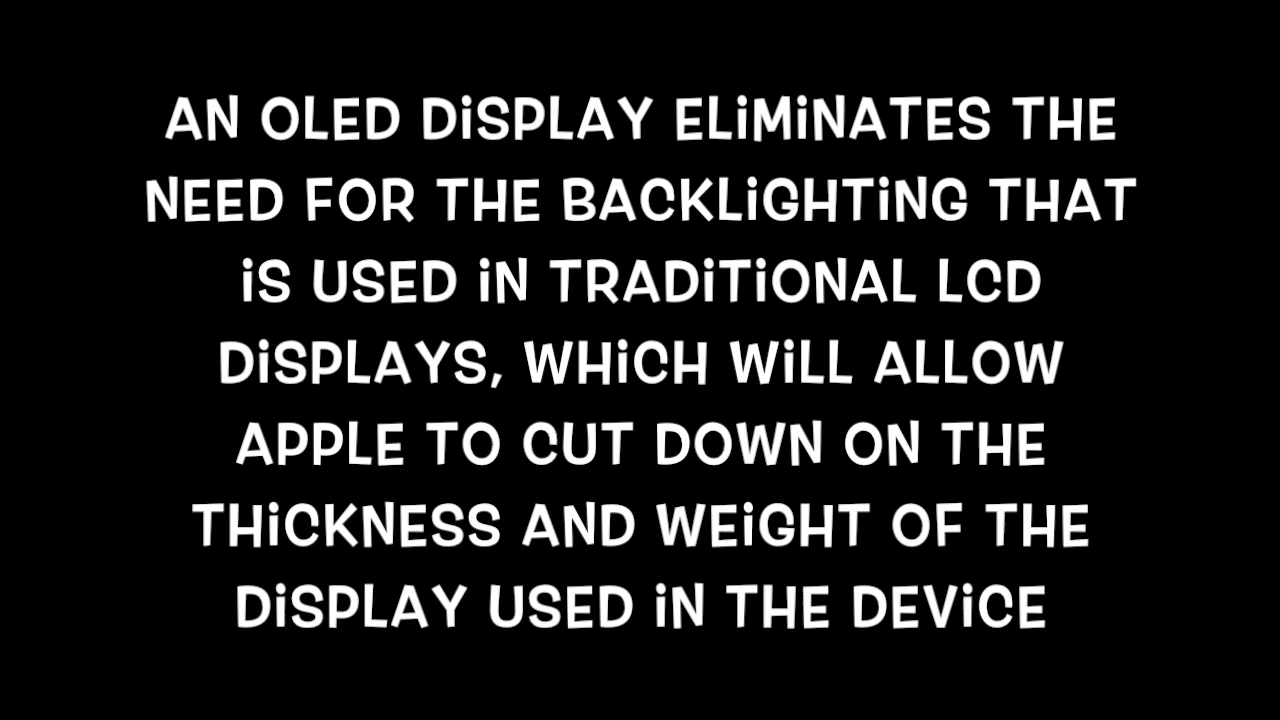 AN OLED DiSPLAY ELiMiNATES THE
NEED FOR THE BACKLiGHTiNG THAT
iS USED iN TRADiTiONAL LCD
DiSPLAYS, WHiCH WiLL ALLOW
APPLE TO CUT DOWN ON THE
THiCKNESS AND WEiGHT OF THE
DiSPLAY USED iN THE DEViCE